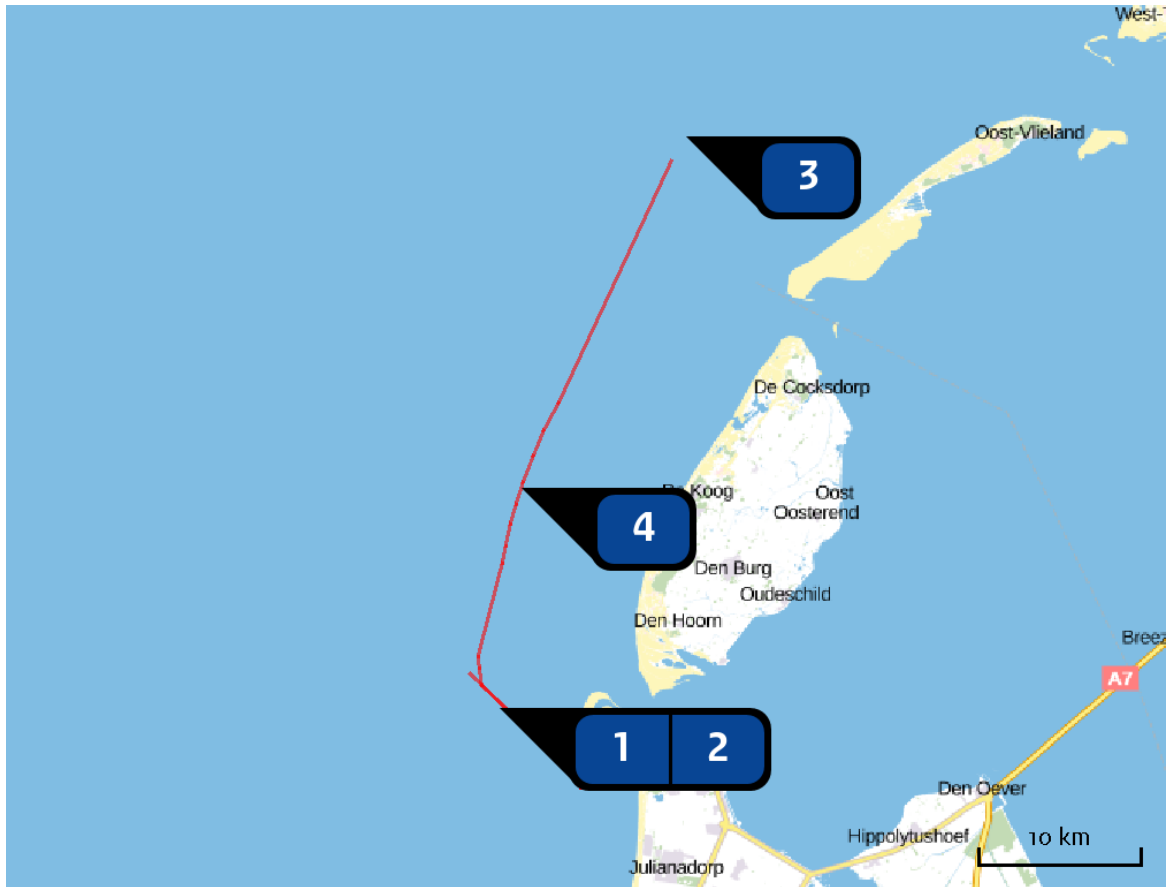 West-T
Oost-Vlieland
3
De Cocksdorp
De Koog
Oost
Oosterend
4
Den Burg
Oudeschild
Den Hoorn
Breez
A7
1 2
Den Oever
Hippolytushoef
10 km
Julianadorp